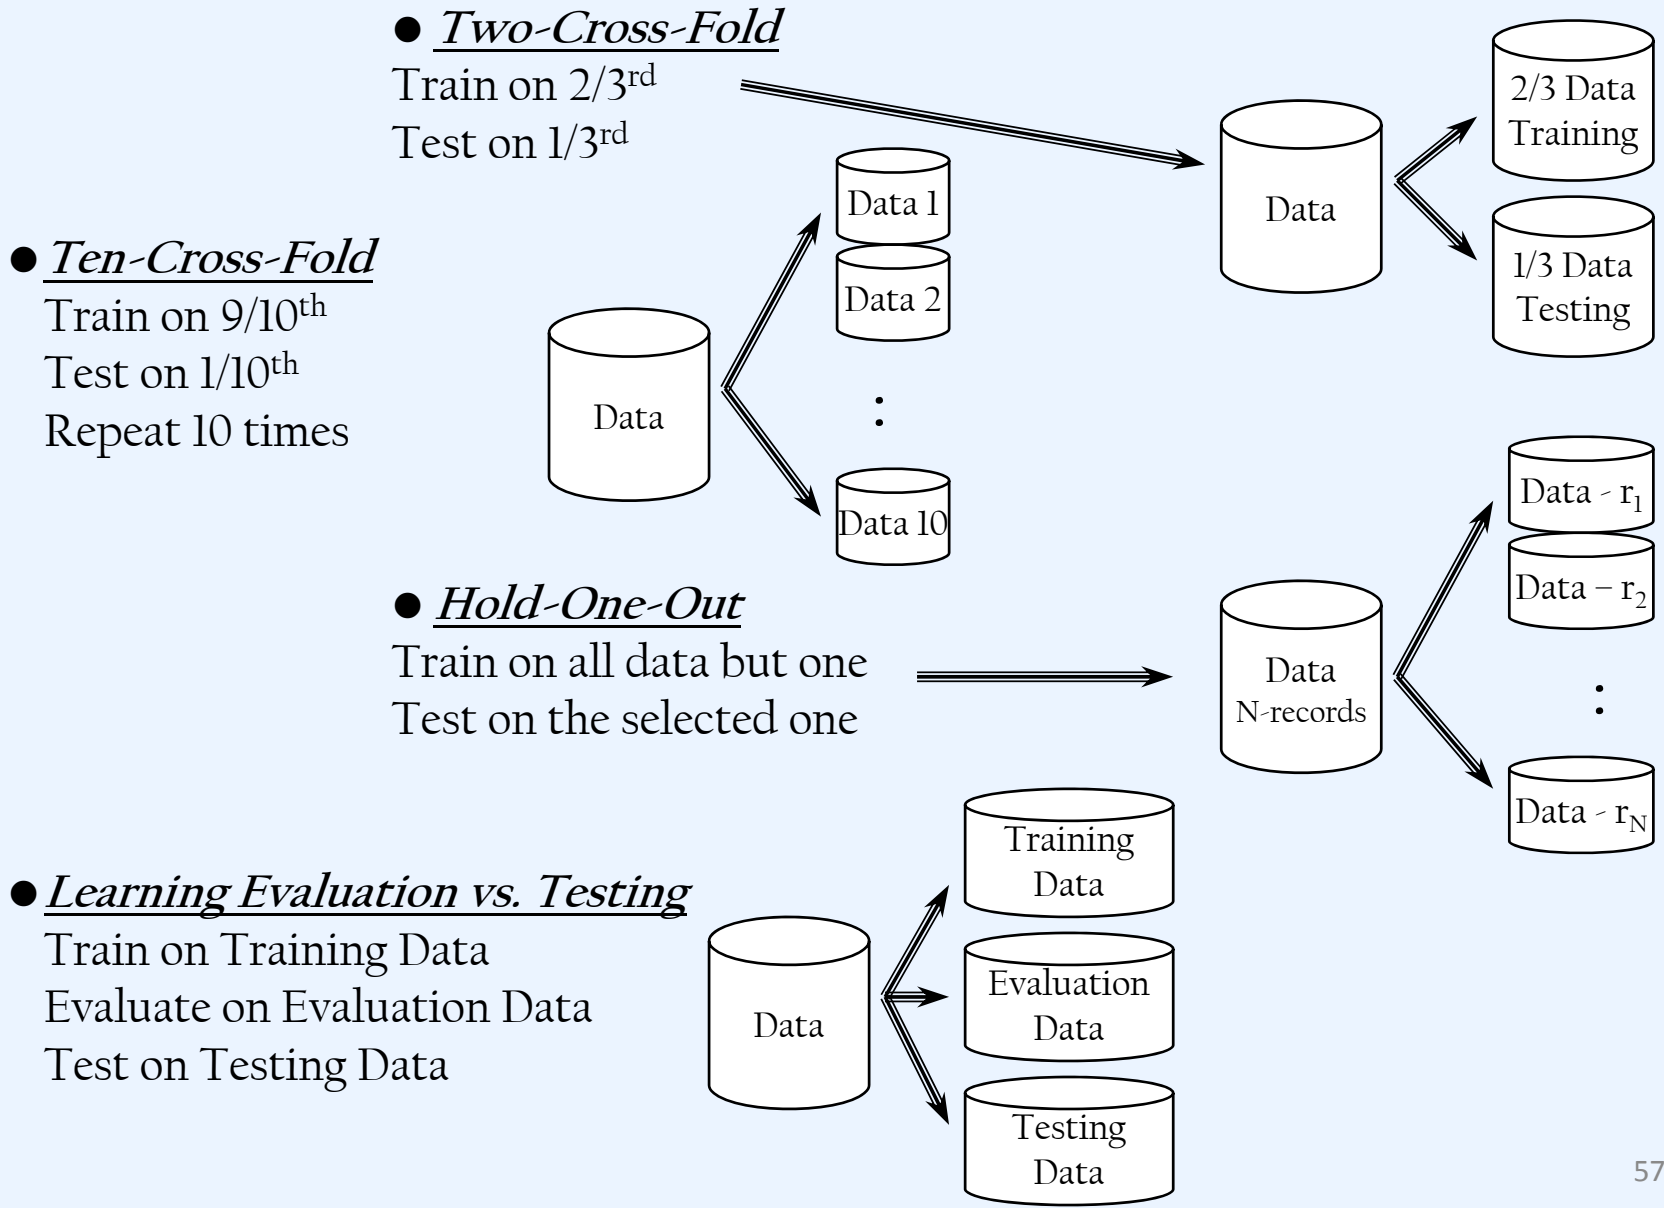 ● Two-Cross-Fold
Train on 2/3rd
Test on 1/3rd
Data
2/3 Data
Training
1/3 Data
Testing
● Ten-Cross-Fold
Train on 9/10th
Test on 1/10th
Repeat 10 times
Data
Data 1
Data 2
:
Data 10
● Hold-One-Out
Train on all data but one
Test on the selected one
Data
N-records
Data - r1
Data – r2
:
Data - rN
● Learning Evaluation vs. Testing
Train on Training Data
Evaluate on Evaluation Data
Test on Testing Data
Data
Training
Data
Evaluation
Data
Testing
Data
57